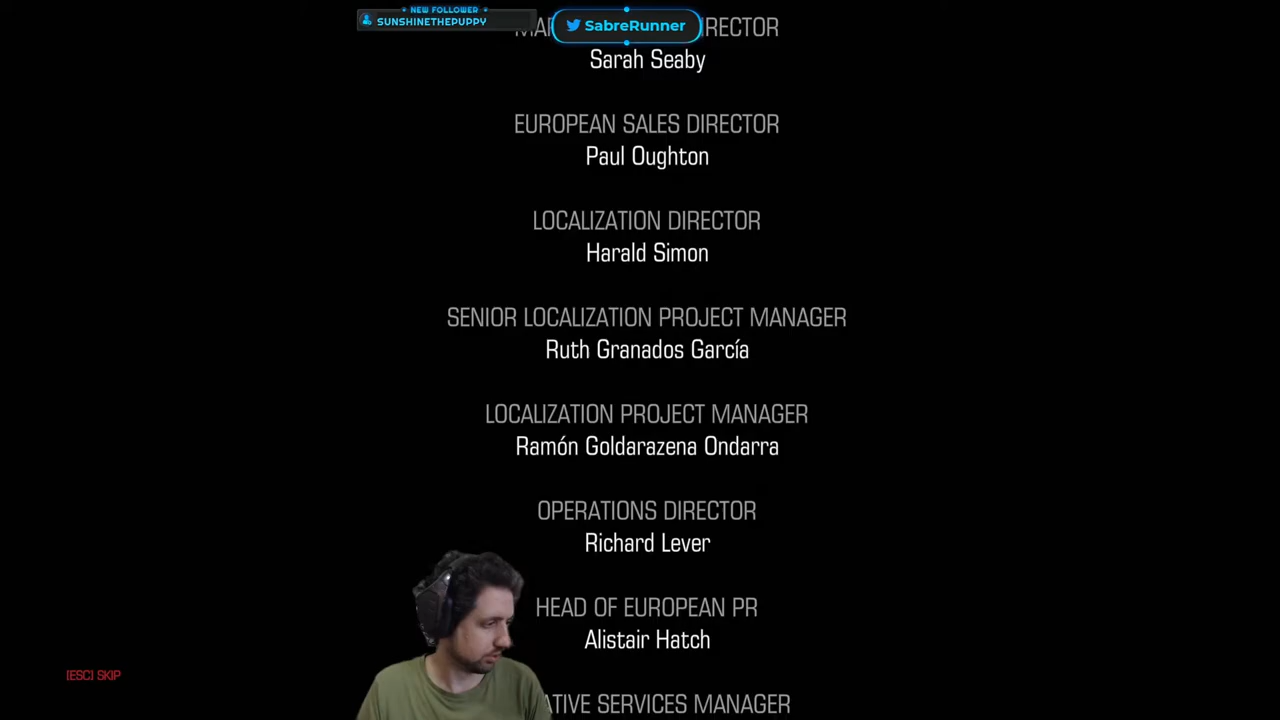 NEW FOLLOWER
SUNSHINETHEPUPPY
SabreRunner
Sarah Seaby
EUROPEAN SALES DIRECTOR
Paul Oughton
LOCALIZATION DIRECTOR
Harald Simon
SENIOR LOCALIZATION PROJECT MANAGER
Ruth Granados García
LOCALIZATION PROJECT MANAGER
Ramón Goldarazena Ondarra
OPERATIONS DIRECTOR
Richard Lever
HEAD OF EUROPEAN PR
Alistair Hatch
[ESC] SKIP
SERVICES MANAGER